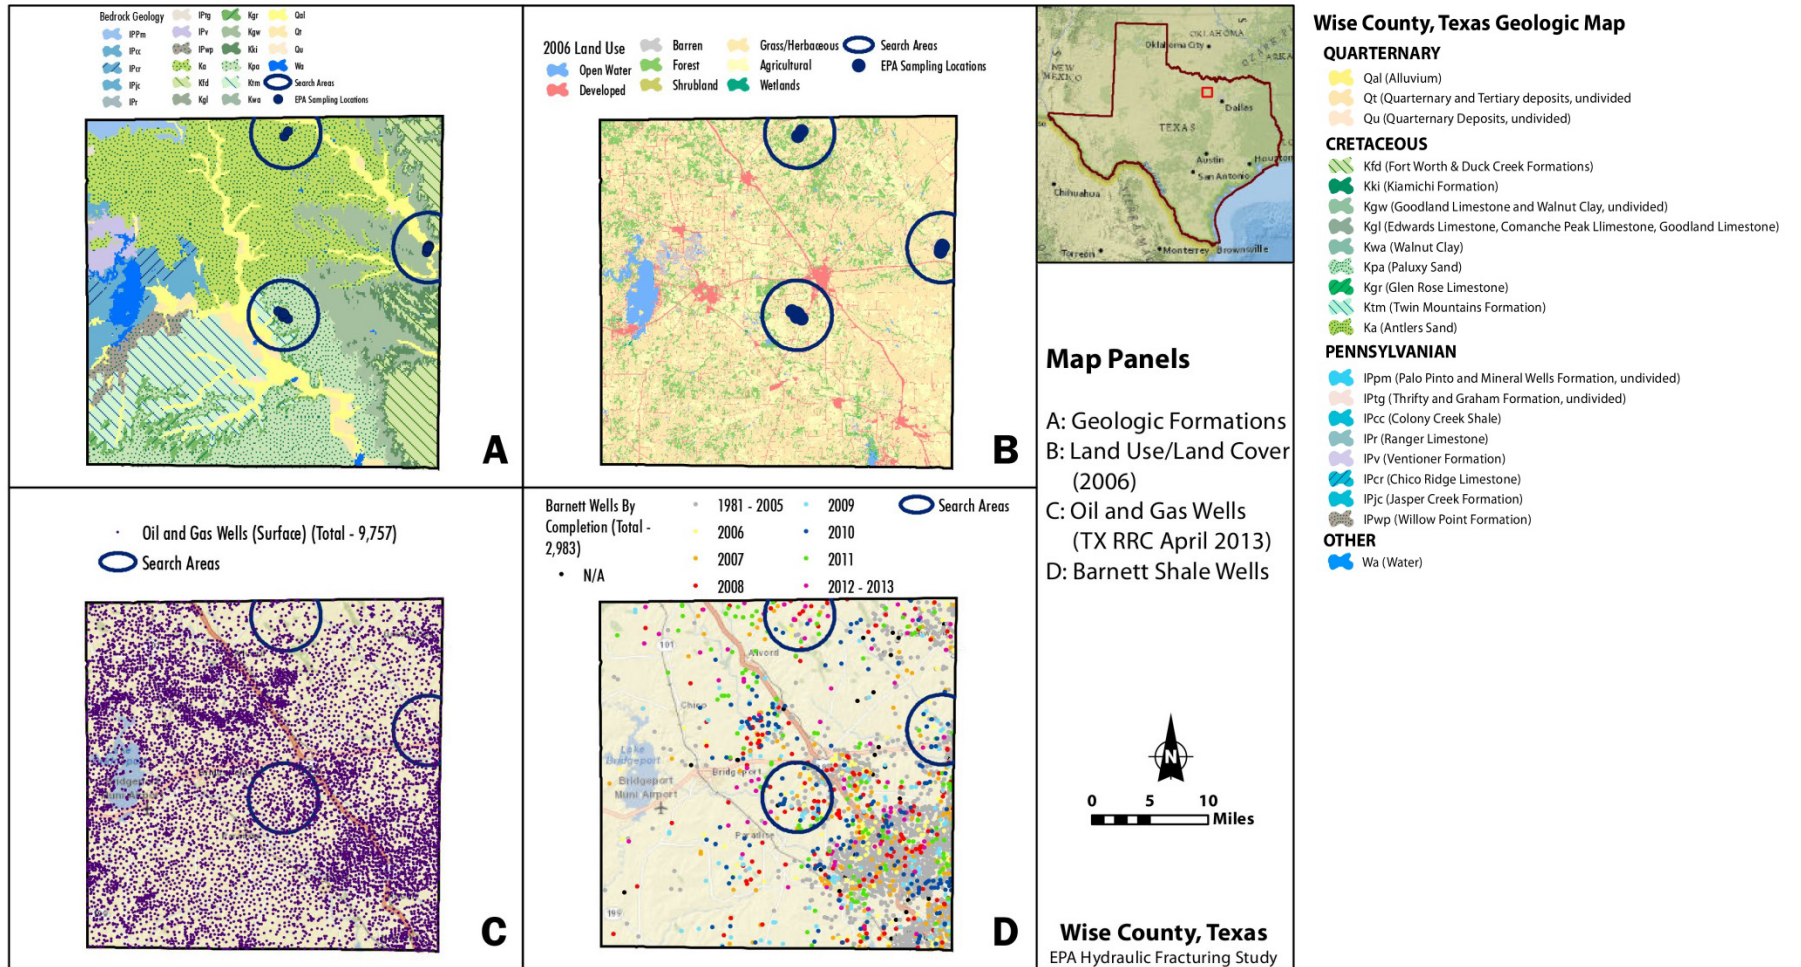 Bedrock Geology
IPPm
IPcc
IPcr
IPjc
IPr
IPtg
IPv
IPwp
Ka
Kfd
Kgl
Kgr
Kgw
Kki
Kpa
Ktm
Kwa
Qal
Qt
Qu
Wa
Search Areas
EPA Sampling Locations
A
2006 Land Use
Open Water
Developed
Barren
Forest
Shrubland
Grass/Herbaceous
Agricultural
Wetlands
Search Areas
EPA Sampling Locations
B
Oil and Gas Wells (Surface) (Total - 9,757)
Search Areas
C
Barnett Wells By
Completion (Total -
2,983)
N/A
1981 - 2005
2006
2007
2008
2009
2010
2011
2012 - 2013
Search Areas
101
Alvord
Chico
Lake
Bridgeport
Bridgeport
Bridgeport
Muni Airport
Paradise
199
D
OKLAHOMA
Oklahoma City
NEW
MEXICO
Dallas
TEXAS
Austin
Houston
San Antonio
Chihuahua
Torreon
Monterrey
Brownsville
Map Panels
A: Geologic Formations
B: Land Use/Land Cover
(2006)
C: Oil and Gas Wells
(TX RRC April 2013)
D: Barnett Shale Wells
N
0 5 10
Miles
Wise County, Texas
EPA Hydraulic Fracturing Study
Wise County, Texas Geologic Map
QUARTERNARY
Qal (Alluvium)
Qt (Quarternary and Tertiary deposits, undivided
Qu (Quarternary Deposits, undivided)
CRETACEOUS
Kfd (Fort Worth & Duck Creek Formations)
Kki (Kiamichi Formation)
Kgw (Goodland Limestone and Walnut Clay, undivided)
Kgl (Edwards Limestone, Comanche Peak Llimestone, Goodland Limestone)
Kwa (Walnut Clay)
Kpa (Paluxy Sand)
Kgr (Glen Rose Limestone)
Ktm (Twin Mountains Formation)
Ka (Antlers Sand)
PENNSYLVANIAN
IPpm (Palo Pinto and Mineral Wells Formation, undivided)
IPtg (Thrifty and Graham Formation, undivided)
IPcc (Colony Creek Shale)
IPr (Ranger Limestone)
IPv (Ventioner Formation)
IPcr (Chico Ridge Limestone)
IPjc (Jasper Creek Formation)
IPwp (Willow Point Formation)
OTHER
Wa (Water)